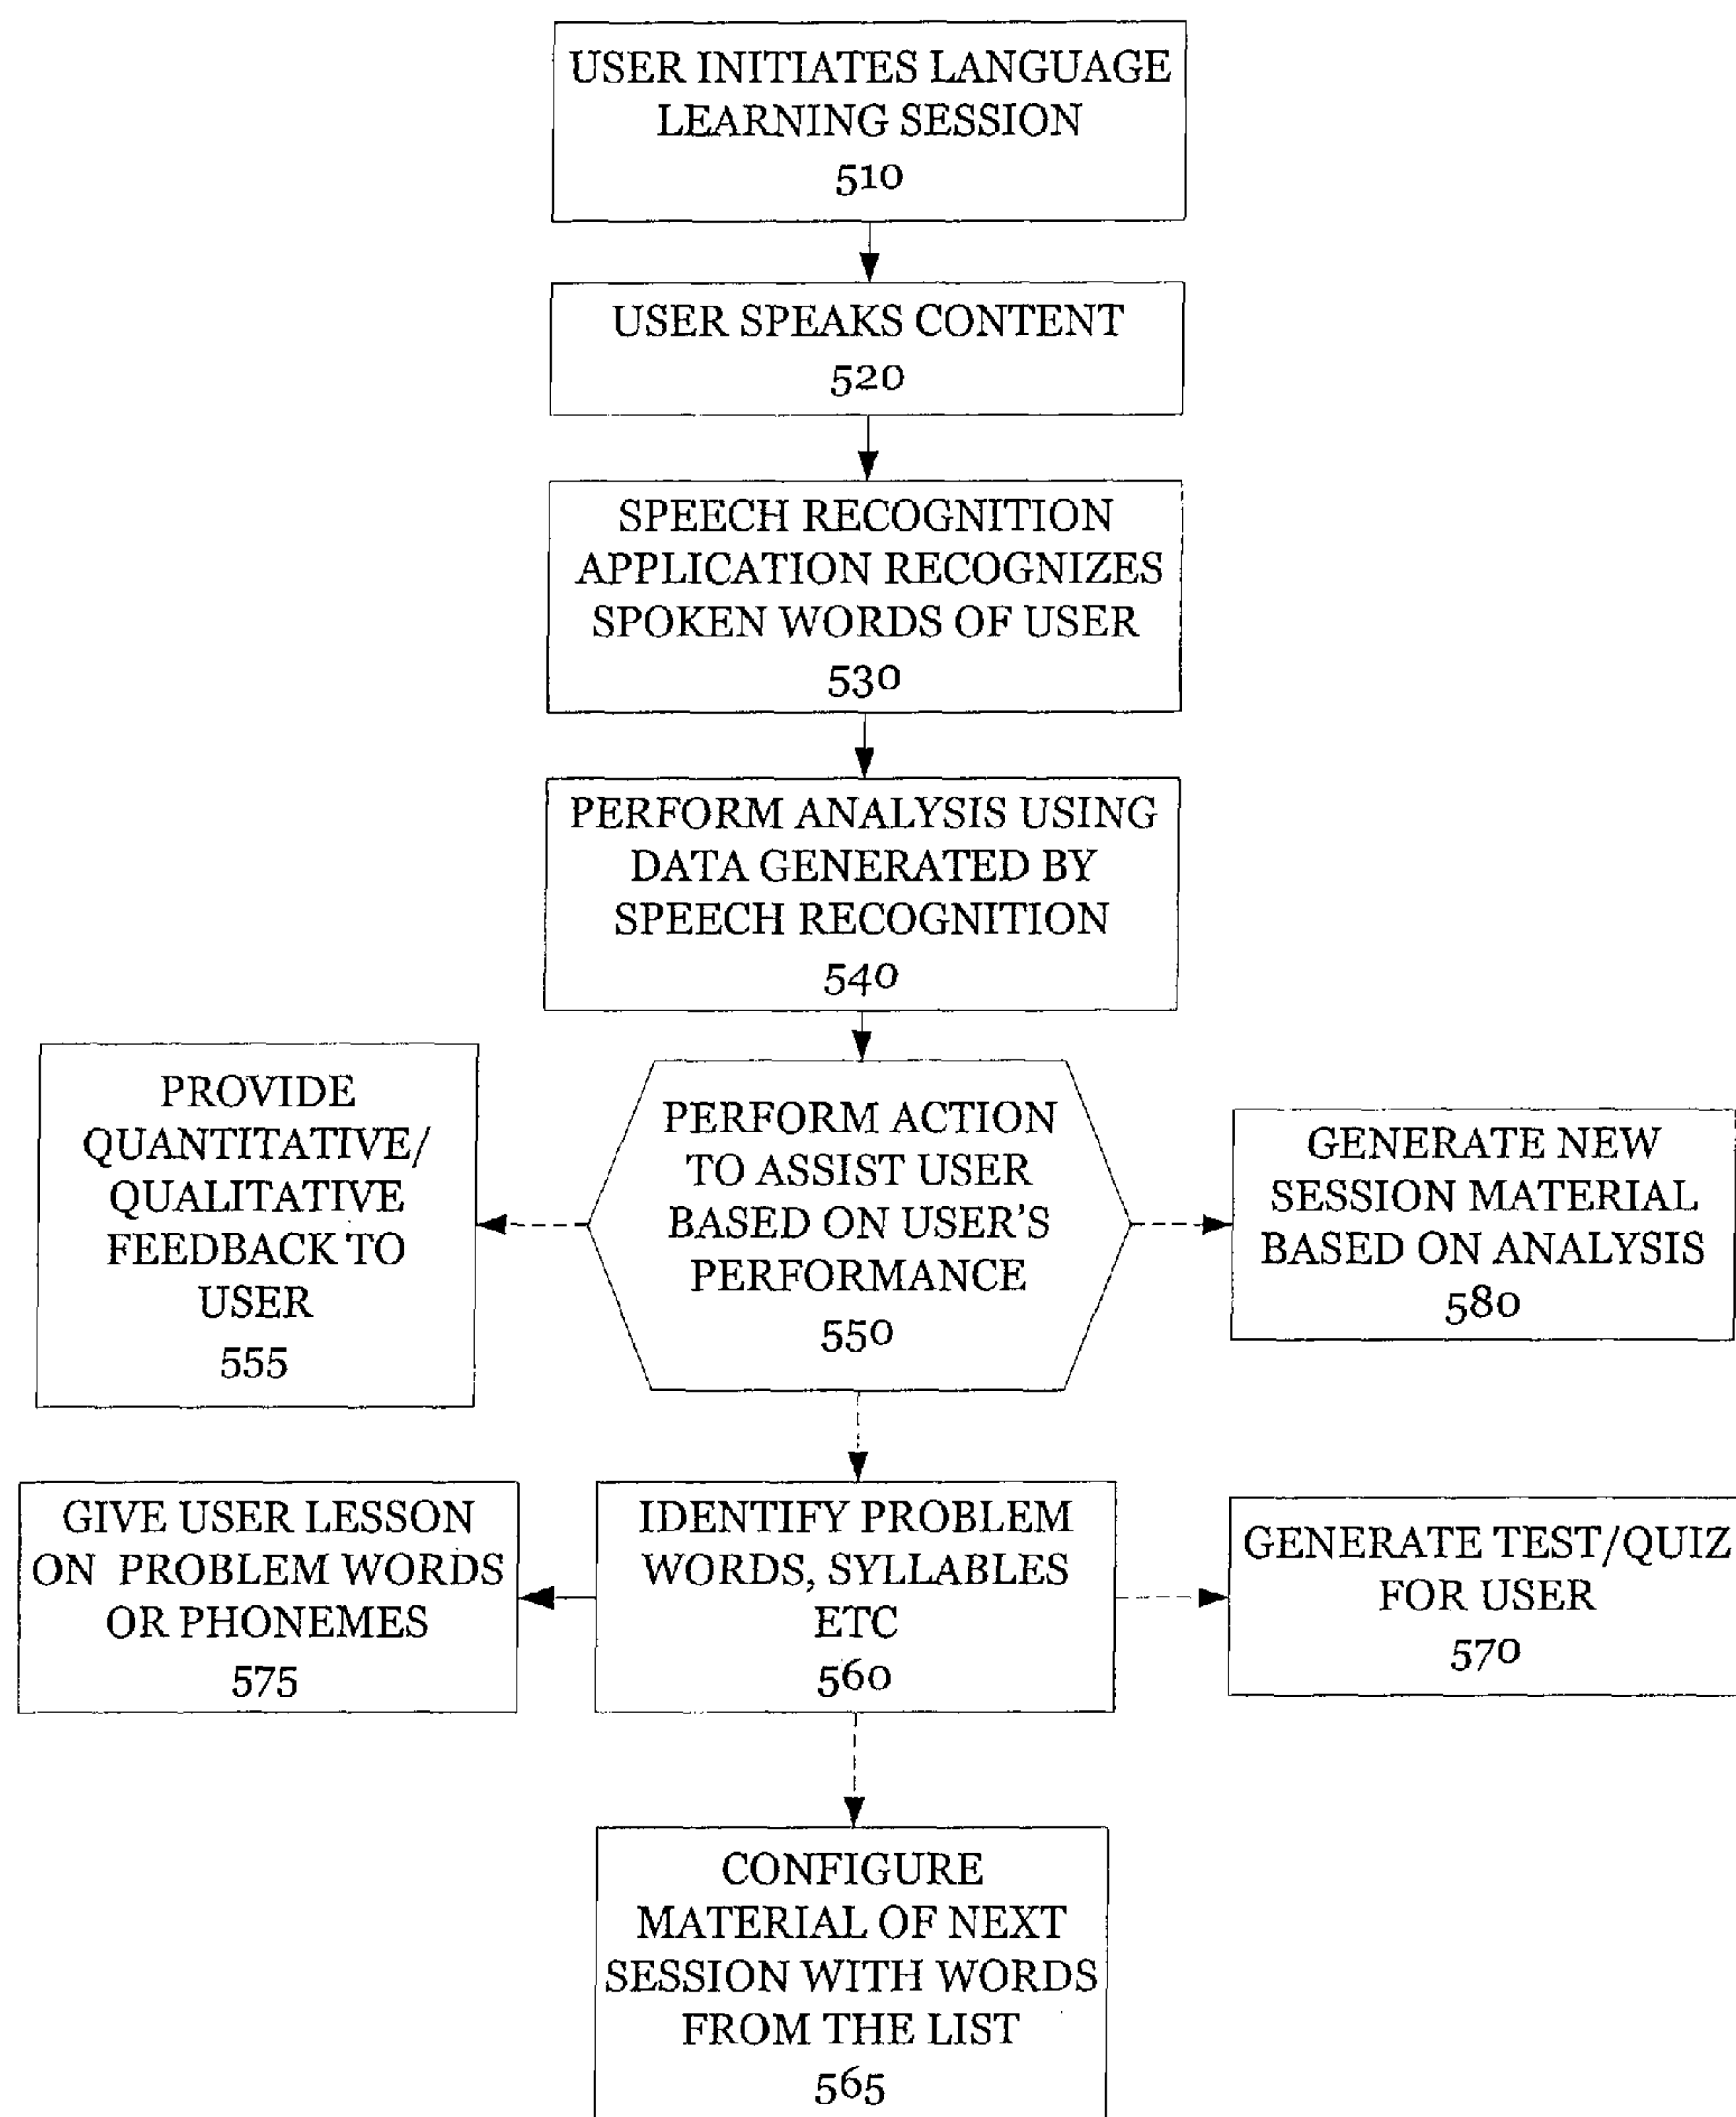 USER INITIATES LANGUAGE
LEARNING SESSION
510
USER SPEAKS CONTENT
520
SPEECH RECOGNITION
APPLICATION RECOGNIZES
SPOKEN WORDS OF USER
530
PERFORM ANALYSIS USING
DATA GENERATED BY
SPEECH RECOGNITION
540
PROVIDE
QUANTITATIVE/
QUALITATIVE
FEEDBACK TO
USER
555
PERFORM ACTION
TO ASSIST USER
BASED ON USER'S
PERFORMANCE
550
GENERATE NEW
SESSION MATERIAL
BASED ON ANALYSIS
580
GIVE USER LESSON
ON PROBLEM WORDS
OR PHONEMES
575
IDENTIFY PROBLEM
WORDS, SYLLABLES
ETC
560
GENERATE TEST/QUIZ
FOR USER
570
CONFIGURE
MATERIAL OF NEXT
SESSION WITH WORDS
FROM THE LIST
565